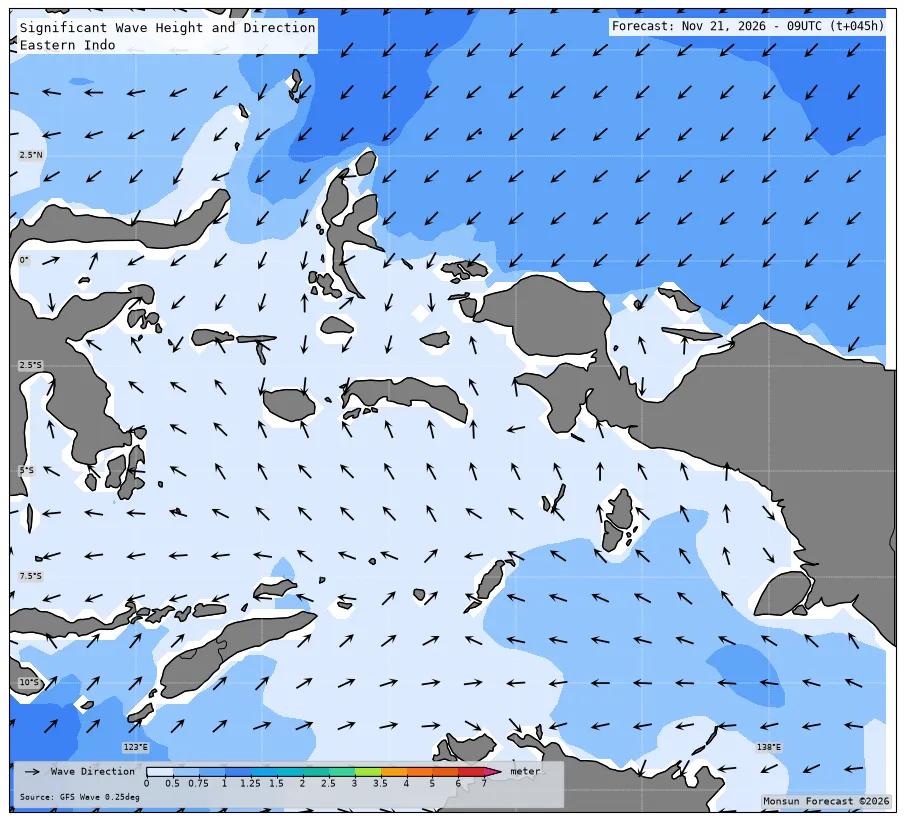 Significant Wave Height and Direction
Eastern Indo
Forecast: Nov 21, 2026 - 09UTC (t+045h)
2.5°N
0°
2.5°S
5°S
7.5°S
10°S
123°E
138°E
Wave Direction
meter
0 0.5 0.75 1 1.25 1.5 2 2.5 3 3.5 4 5 6 7
Source: GFS Wave 0.25deg
Monsun Forecast ©2026